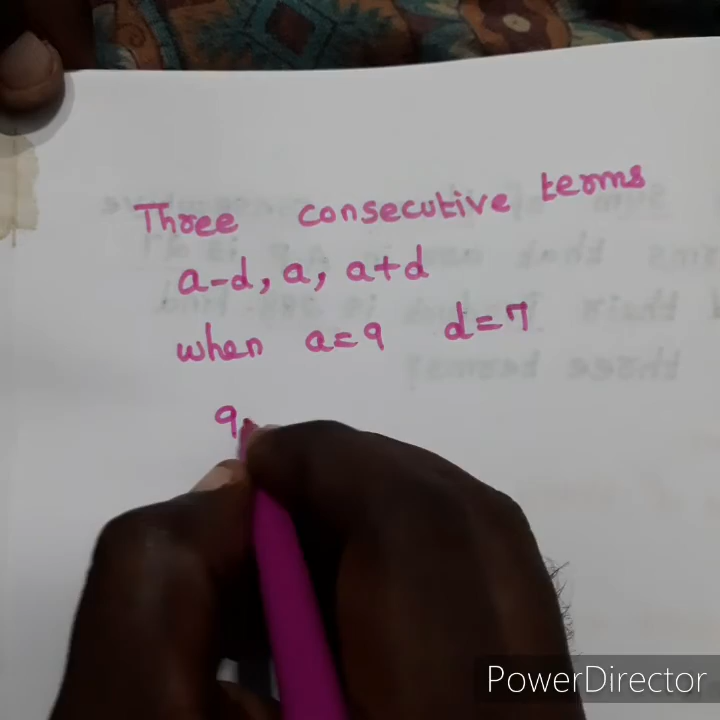 Three consecutive terms
a-d, a, a+d
when a=9 d=7
9
PowerDirector